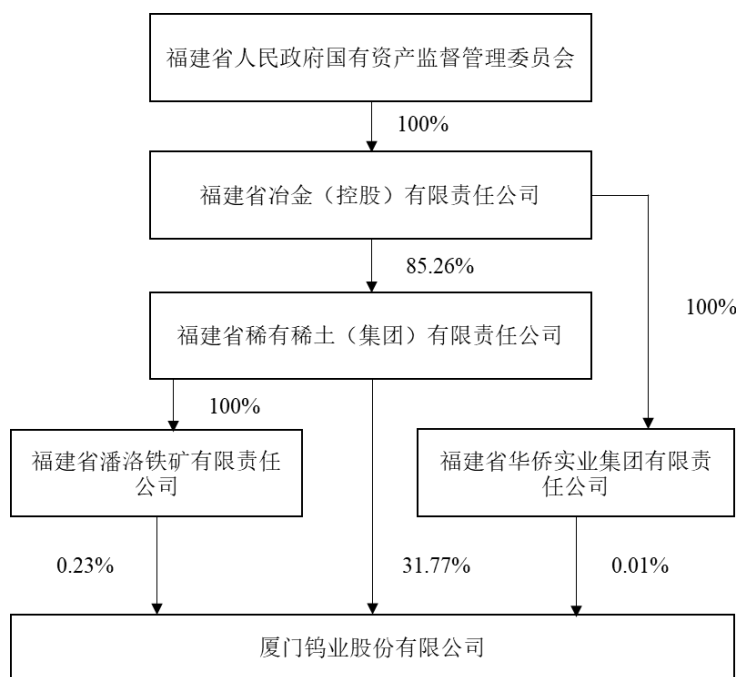 福建省人民政府国有资产监督管理委员会
100%
福建省冶金（控股）有限责任公司
85.26%
100%
福建省稀有稀土（集团）有限责任公司
100%
福建省潘洛铁矿有限责任
公司
福建省华侨实业集团有限责
任公司
0.23%
31.77%
0.01%
厦门钨业股份有限公司